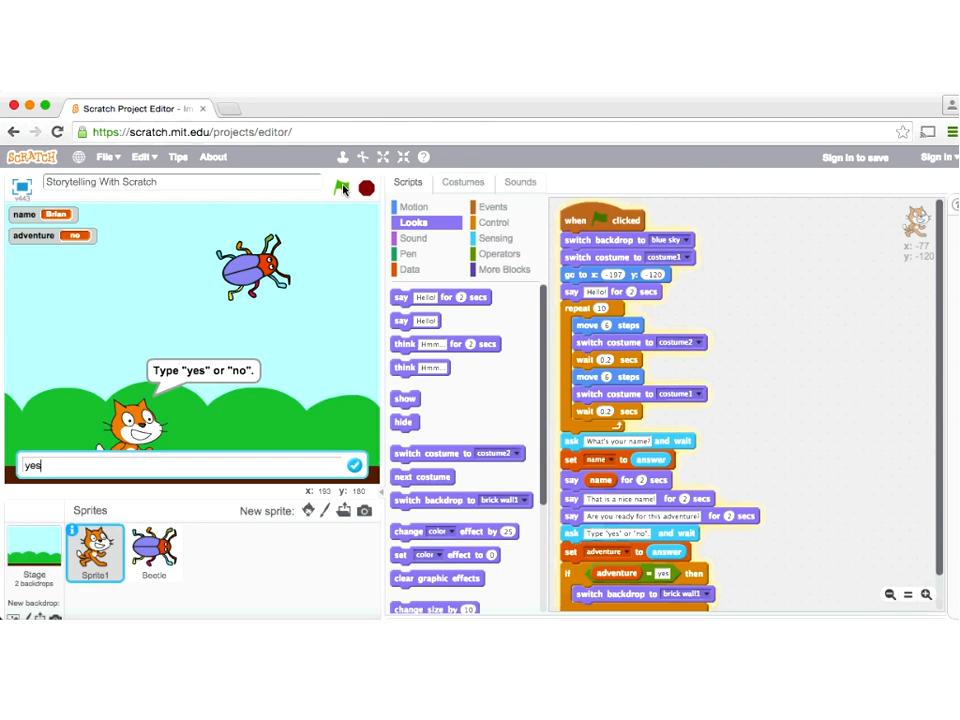 Scratch Project Editor - Im
https://scratch.mit.edu/projects/editor/
SCRATCH File Edit Tips About Sign in to save Sign in
v443 Storytelling With Scratch
Scripts Costumes Sounds
name Brian
adventure no
Type "yes" or "no".
yes
x: 193 y: 180
Sprites New sprite:
Stage
2 backdrops
New backdrop:
Sprite1
Beetle
Motion Events
Looks Control
Sound Sensing
Pen Operators
Data More Blocks
say Hello! for 2 secs
say Hello!
think Hmm... for 2 secs
think Hmm...
show
hide
switch costume to costume2
next costume
switch backdrop to brick wall1
change color effect by 25
set color effect to 0
clear graphic effects
change size by 10
when clicked
switch backdrop to blue sky
switch costume to costume1
go to x: -197 y: -120
say Hello! for 2 secs
repeat 10
move 6 steps
switch costume to costume2
wait 0.2 secs
move 6 steps
switch costume to costume1
wait 0.2 secs
ask What's your name? and wait
set name to answer
say name for 2 secs
say That is a nice name! for 2 secs
say Are you ready for this adventure! for 2 secs
ask Type "yes" or "no". and wait
set adventure to answer
if adventure = yes then
switch backdrop to brick wall1
x: -77
y: -120